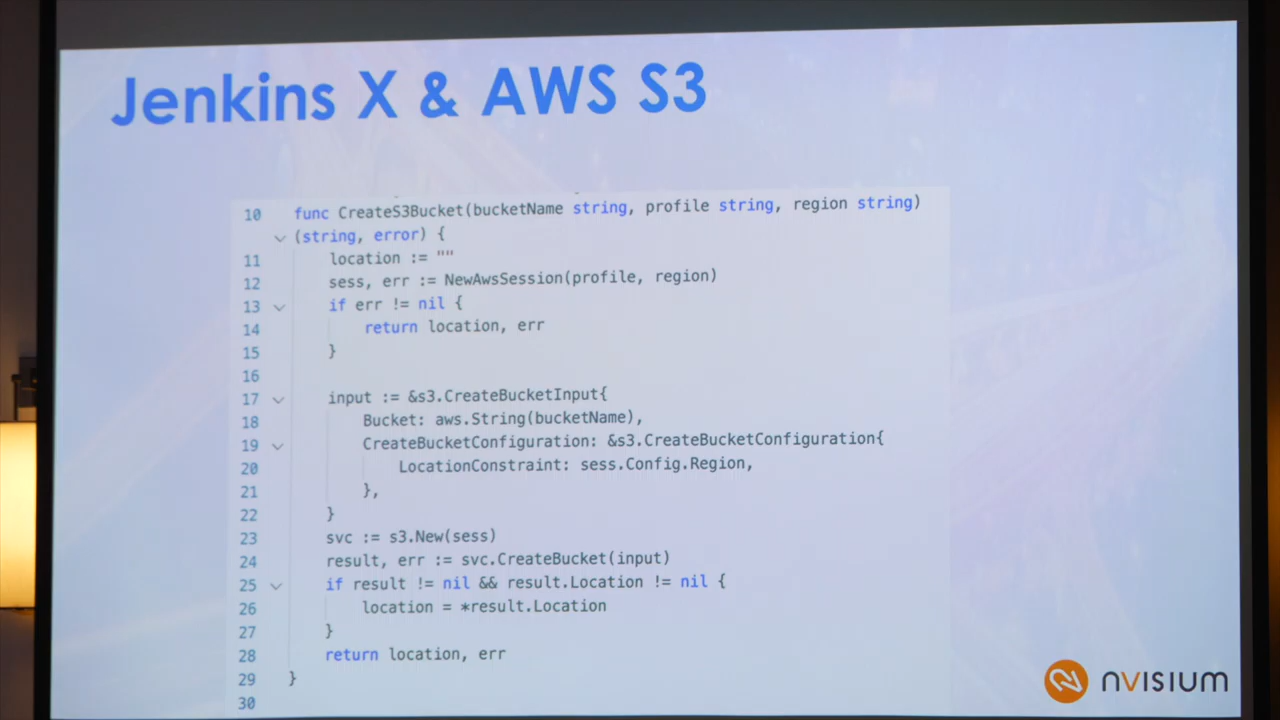 Jenkins X & AWS S3
10 func CreateS3Bucket(bucketName string, profile string, region string)
(string, error) {
11 location := ""
12 sess, err := NewAwsSession(profile, region)
13 if err != nil {
14 return location, err
15 }
16
17 input := &s3.CreateBucketInput{
18 Bucket: aws.String(bucketName),
19 CreateBucketConfiguration: &s3.CreateBucketConfiguration{
20 LocationConstraint: sess.Config.Region,
21 },
22 }
23 svc := s3.New(sess)
24 result, err := svc.CreateBucket(input)
25 if result != nil && result.Location != nil {
26 location = *result.Location
27 }
28 return location, err
29 }
30
nVISIUM